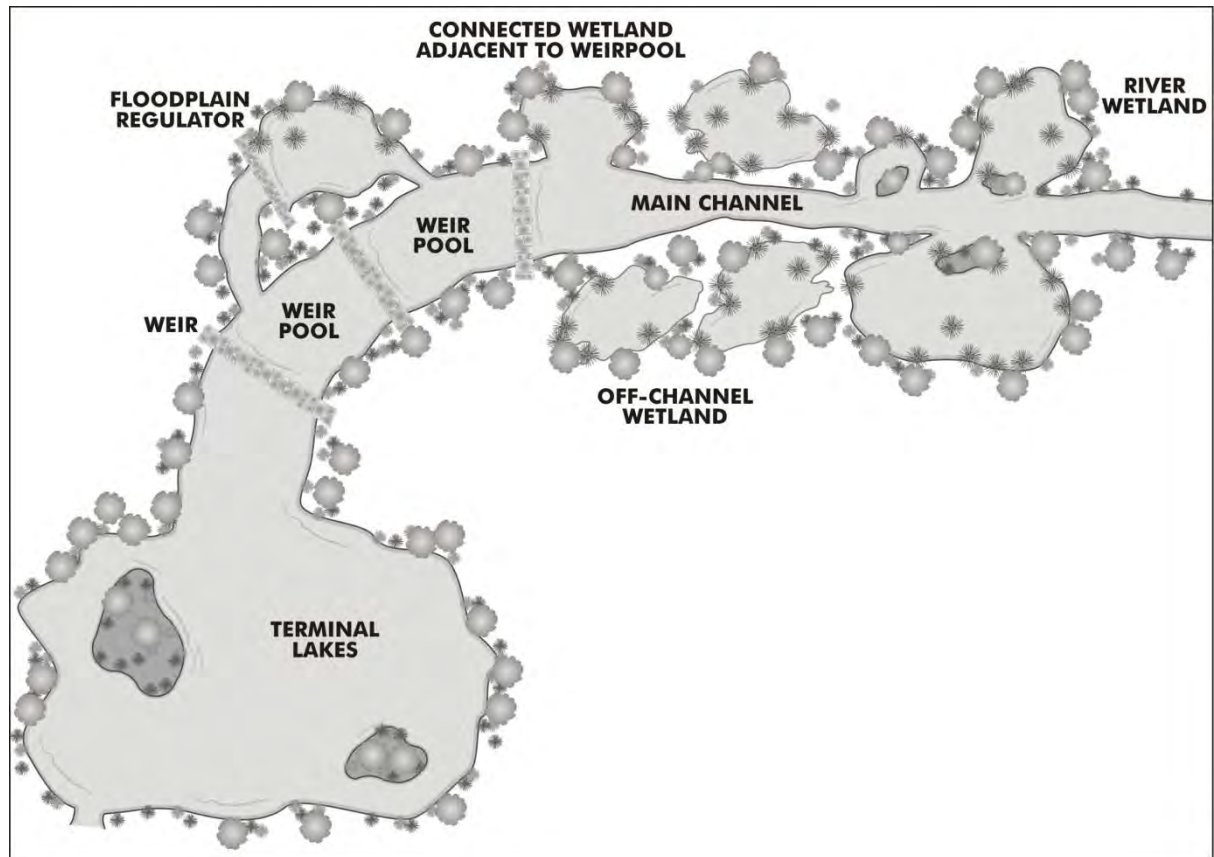 CONNECTED WETLAND
ADJACENT TO WEIRPOOL
FLOODPLAIN
REGULATOR
RIVER
WETLAND
MAIN CHANNEL
WEIR
POOL
WEIR
POOL
WEIR
OFF-CHANNEL
WETLAND
TERMINAL
LAKES